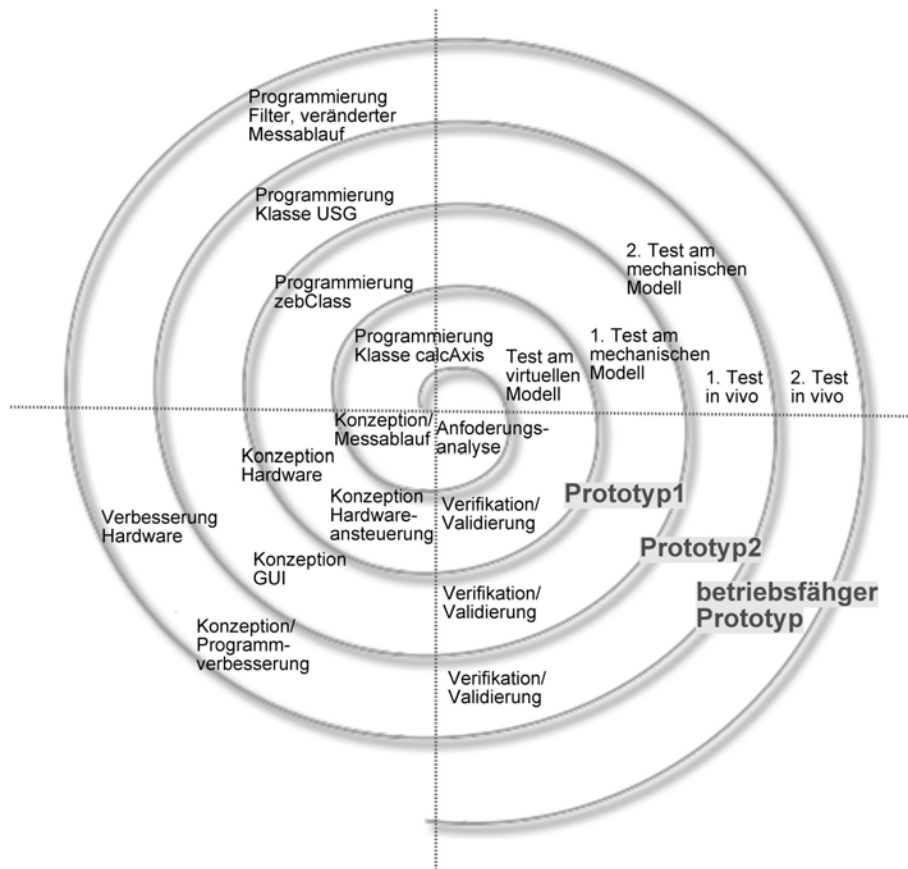 Programmierung
Filter, veränderter
Messablauf
Programmierung
Klasse USG
Programmierung
zebClass
Programmierung
Klasse calcAxis
2. Test am
mechanischen
Modell
1. Test am
mechanischen
Modell
Test am
virtuellen
Modell
1. Test
in vivo
2. Test
in vivo
Konzeption/
Messablauf
Anfoderungs-
analyse
Konzeption
Hardware
Konzeption
Hardware-
ansteuerung
Verifikation/
Validierung
Prototyp1
Verbesserung
Hardware
Konzeption
GUI
Prototyp2
Verifikation/
Validierung
betriebsfähger
Prototyp
Konzeption/
Programm-
verbesserung
Verifikation/
Validierung